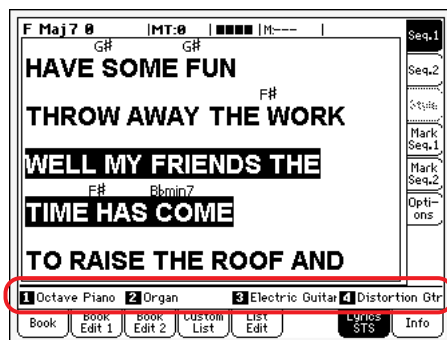 F Maj7 0 |MT:0 | |M:--- |
Seq.1
G# G#
HAVE SOME FUN
Seq.2
F#
THROW AWAY THE WORK
Style
Mark
Seq.1
WELL MY FRIENDS THE
Mark
Seq.2
F# Bbmin7
TIME HAS COME
Opti-
ons
TO RAISE THE ROOF AND
1 Octave Piano 2 Organ 3 Electric Guitar 4 Distortion Gtr
Book
Book
Edit 1
Book
Edit 2
Custom
List
List
Edit
Lyrics
STS
Info